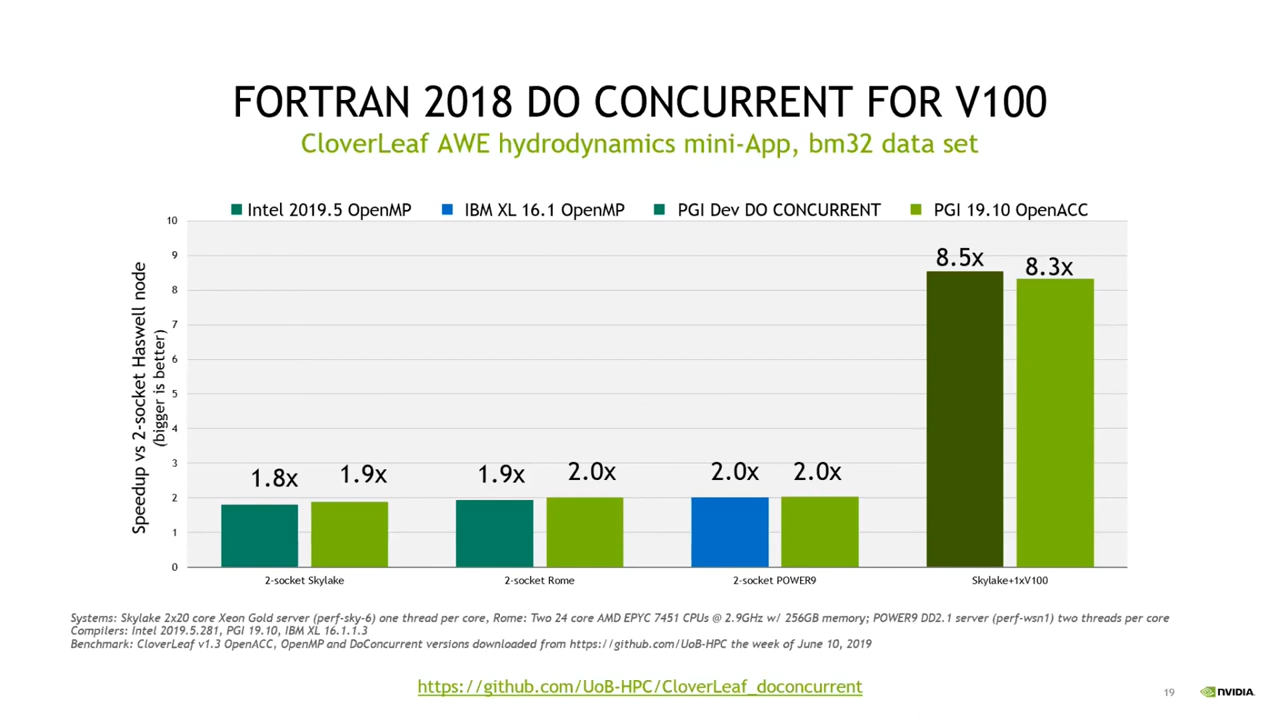 FORTRAN 2018 DO CONCURRENT FOR V100
CloverLeaf AWE hydrodynamics mini-App, bm32 data set
Intel 2019.5 OpenMP IBM XL 16.1 OpenMP PGI Dev DO CONCURRENT PGI 19.10 OpenACC
Speedup vs 2-socket Haswell node
(bigger is better)
10
9
8
7
6
5
4
3
2
1
0
1.8x 1.9x 1.9x 2.0x 2.0x 2.0x 8.5x 8.3x
2-socket Skylake 2-socket Rome 2-socket POWER9 Skylake+1xV100
Systems: Skylake 2x20 core Xeon Gold server (perf-sky-6) one thread per core, Rome: Two 24 core AMD EPYC 7451 CPUs @ 2.9GHz w/ 256GB memory; POWER9 DD2.1 server (perf-wsn1) two threads per core
Compilers: Intel 2019.5.281, PGI 19.10, IBM XL 16.1.1.3
Benchmark: CloverLeaf v1.3 OpenACC, OpenMP and DoConcurrent versions downloaded from https://github.com/UoB-HPC the week of June 10, 2019
https://github.com/UoB-HPC/CloverLeaf_doconcurrent
19 NVIDIA.